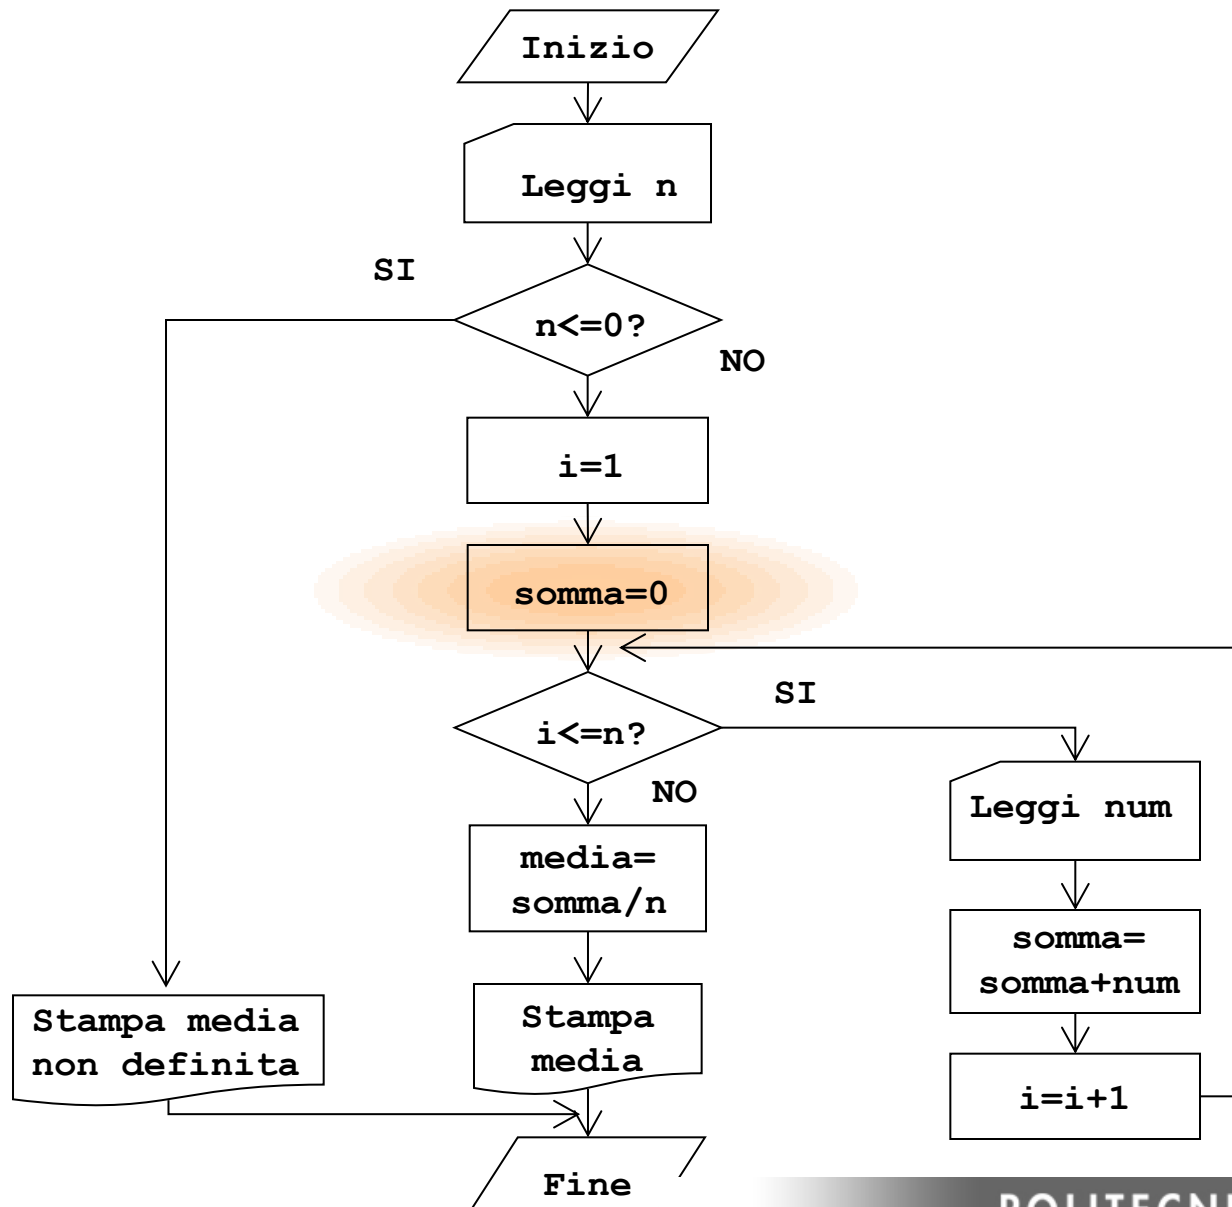 Inizio
Leggi n
SI
n<=0?
NO
i=1
somma=0
SI
i<=n?
NO
Leggi num
media=
somma/n
somma=
somma+num
Stampa media
non definita
Stampa
media
i=i+1
Fine